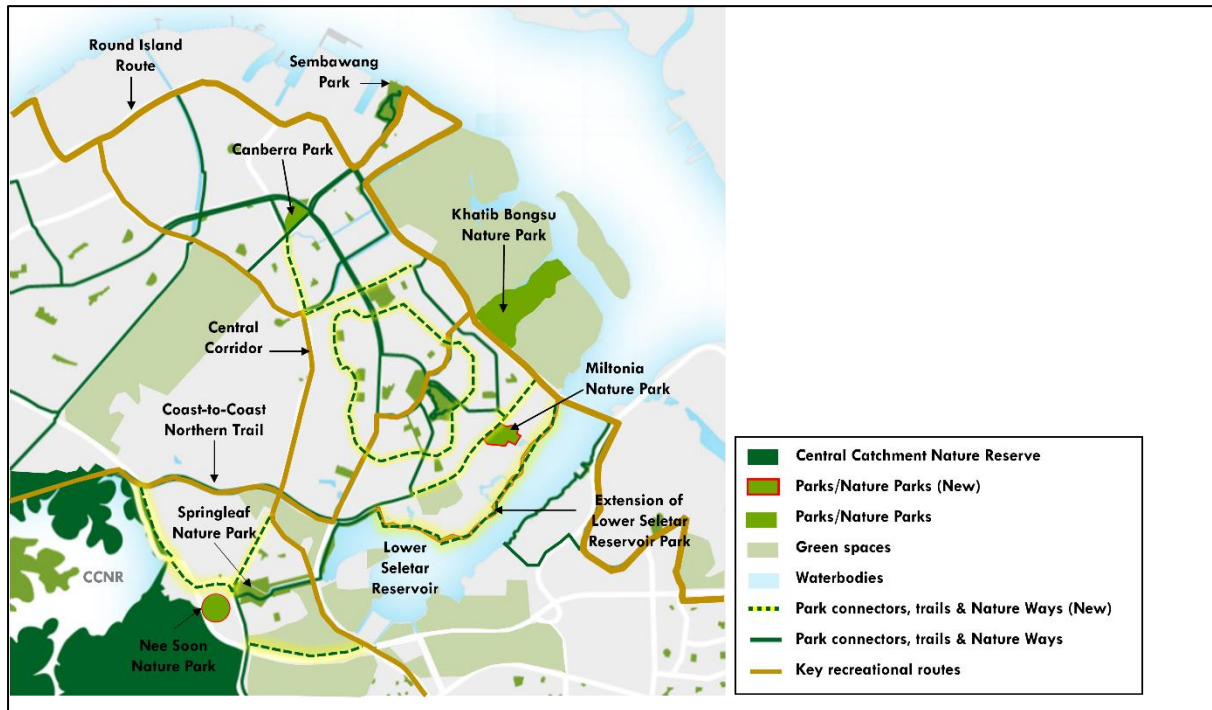 Round Island
Route
Sembawang
Park
Canberra Park
Khatib Bongsu
Nature Park
Central
Corridor
Miltonia
Nature Park
Coast-to-Coast
Northern Trail
Springleaf
Nature Park
Extension of
Lower Seletar
Reservoir Park
Lower
Seletar
Reservoir
CCNR
Nee Soon
Nature Park
Central Catchment Nature Reserve
Parks/Nature Parks (New)
Parks/Nature Parks
Green spaces
Waterbodies
Park connectors, trails & Nature Ways (New)
Park connectors, trails & Nature Ways
Key recreational routes